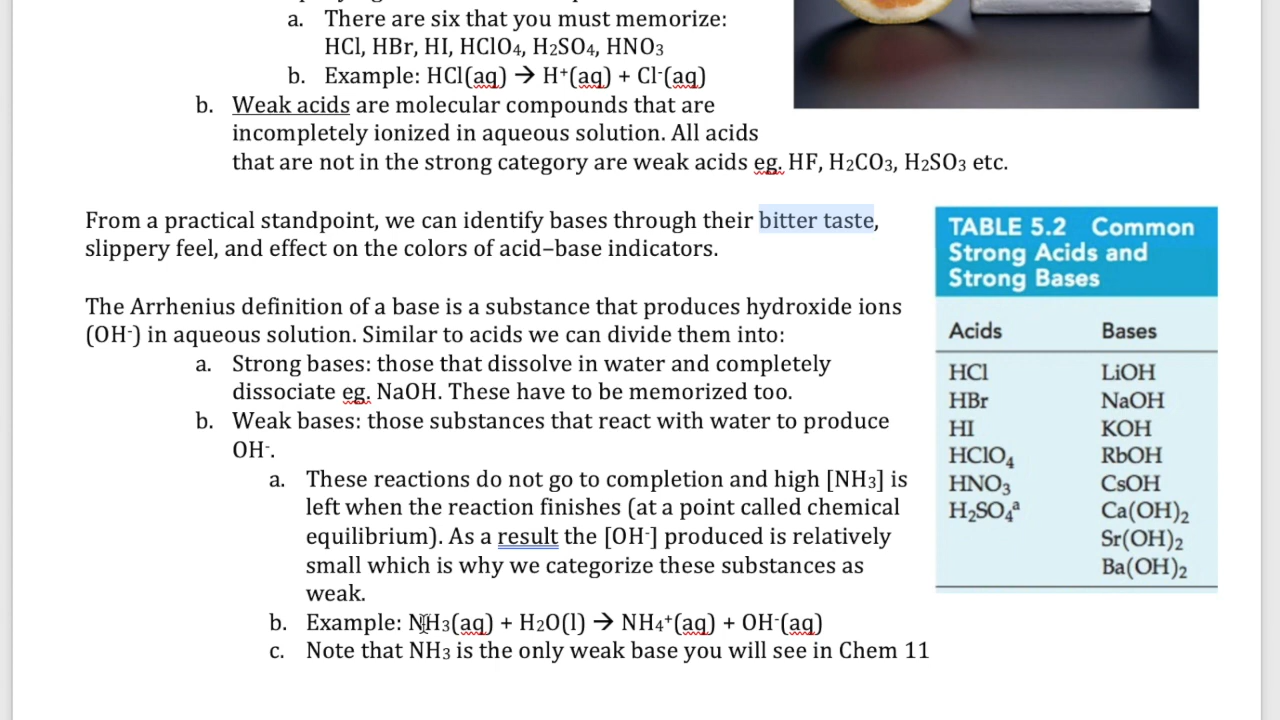 a. There are six that you must memorize:
HCl, HBr, HI, HClO4, H2SO4, HNO3
b. Example: HCl(aq) → H+(aq) + Cl-(aq)
b. Weak acids are molecular compounds that are
incompletely ionized in aqueous solution. All acids
that are not in the strong category are weak acids eg. HF, H2CO3, H2SO3 etc.
From a practical standpoint, we can identify bases through their bitter taste,
slippery feel, and effect on the colors of acid–base indicators.
The Arrhenius definition of a base is a substance that produces hydroxide ions
(OH-) in aqueous solution. Similar to acids we can divide them into:
a. Strong bases: those that dissolve in water and completely
dissociate eg. NaOH. These have to be memorized too.
b. Weak bases: those substances that react with water to produce
OH-.
a. These reactions do not go to completion and high [NH3] is
left when the reaction finishes (at a point called chemical
equilibrium). As a result the [OH-] produced is relatively
small which is why we categorize these substances as
weak.
b. Example: NH3(aq) + H2O(l) → NH4+(aq) + OH-(aq)
c. Note that NH3 is the only weak base you will see in Chem 11
TABLE 5.2 Common
Strong Acids and
Strong Bases
Acids Bases
HCl LiOH
HBr NaOH
HI KOH
HClO4 RbOH
HNO3 CsOH
H2SO4a Ca(OH)2
Sr(OH)2
Ba(OH)2